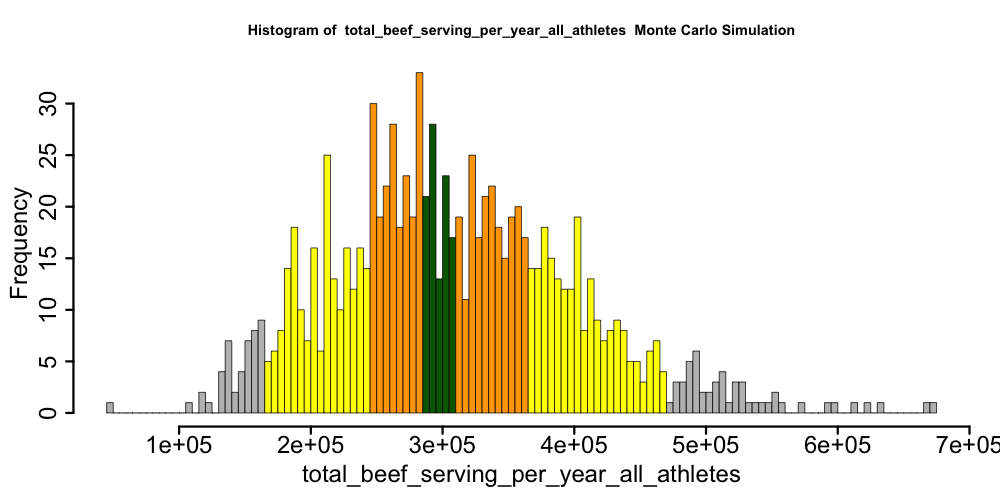 Histogram of  total_beef_serving_per_year_all_athletes  Monte Carlo Simulation
Frequency
30
25
20
15
10
5
0
1e+05 2e+05 3e+05 4e+05 5e+05 6e+05 7e+05
total_beef_serving_per_year_all_athletes